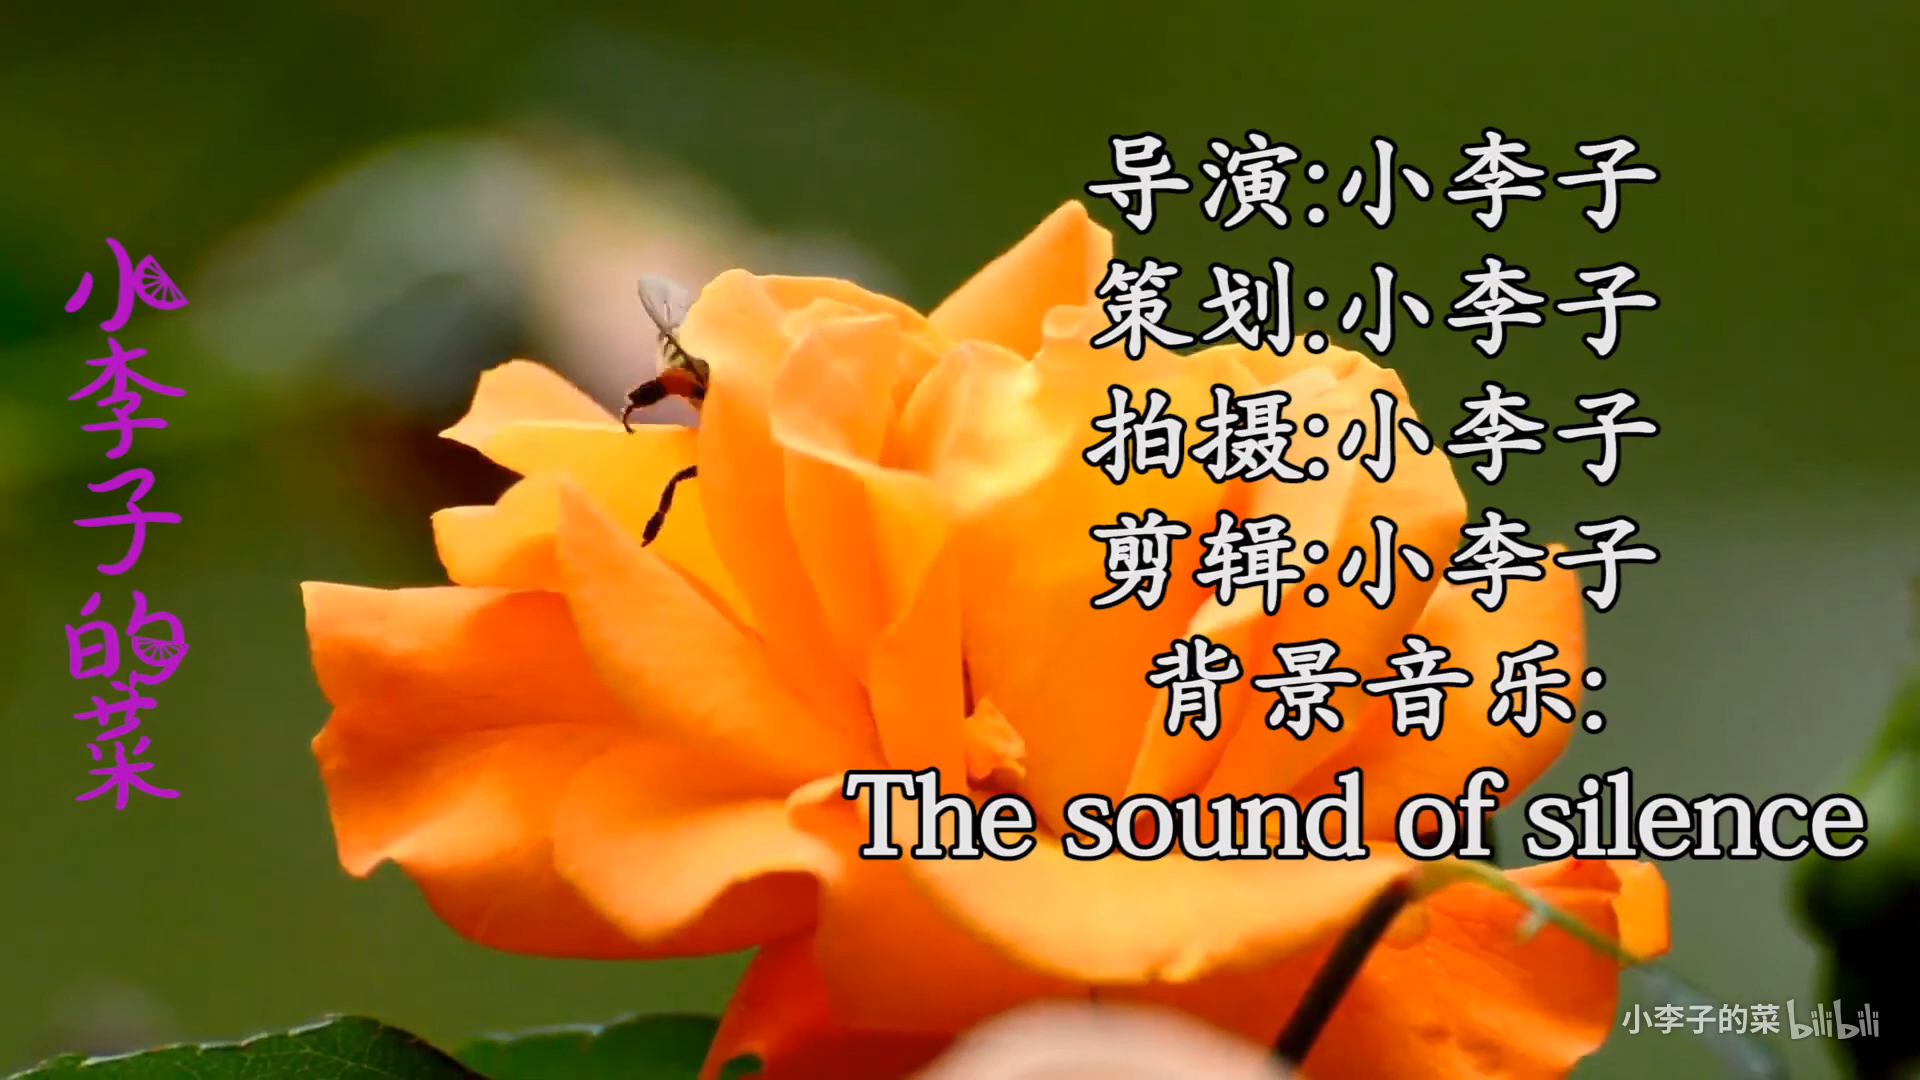 小李子的菜
导演:小李子
策划:小李子
拍摄:小李子
剪辑:小李子
背景音乐:
The sound of silence
小李子的菜 bilibili